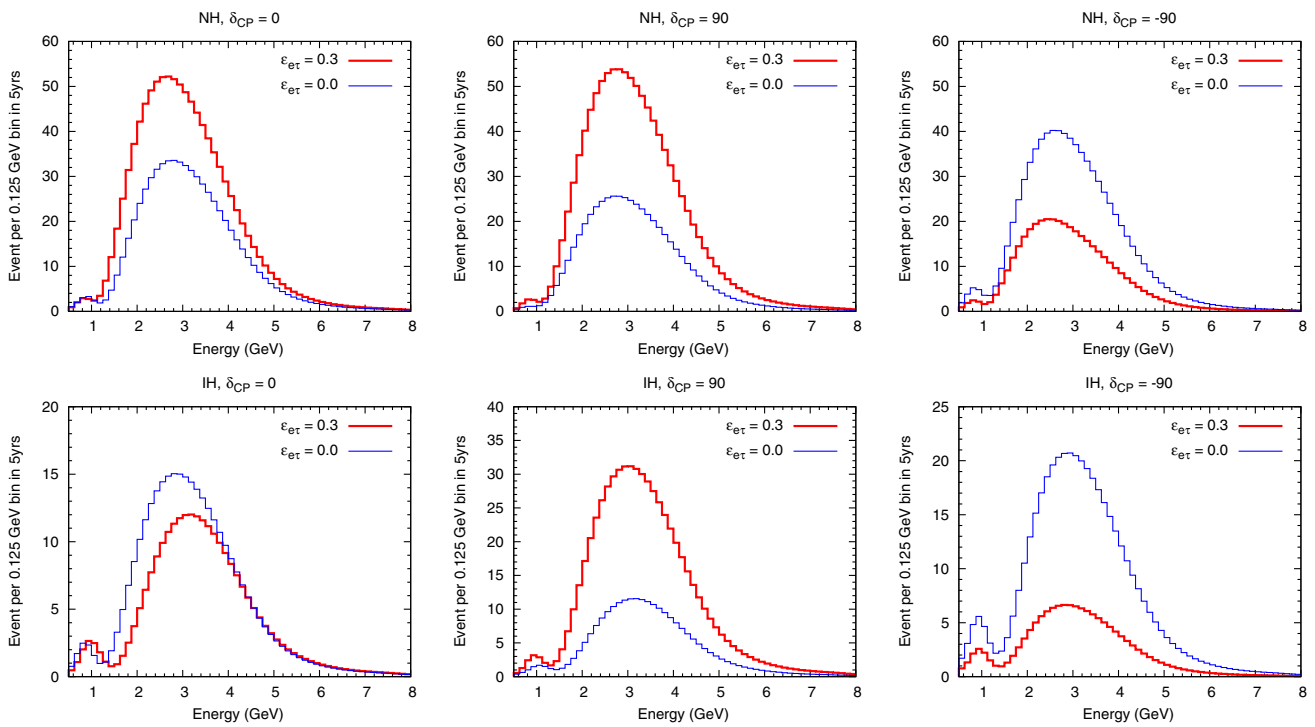 NH, δCP = 0
Event per 0.125 GeV bin in 5yrs
60
50
40
30
20
10
0
εeτ = 0.3
εeτ = 0.0
1 2 3 4 5 6 7 8
Energy (GeV)
NH, δCP = 90
Event per 0.125 GeV bin in 5yrs
60
50
40
30
20
10
0
εeτ = 0.3
εeτ = 0.0
1 2 3 4 5 6 7 8
Energy (GeV)
NH, δCP = -90
Event per 0.125 GeV bin in 5yrs
60
50
40
30
20
10
0
εeτ = 0.3
εeτ = 0.0
1 2 3 4 5 6 7 8
Energy (GeV)
IH, δCP = 0
Event per 0.125 GeV bin in 5yrs
20
15
10
5
0
εeτ = 0.3
εeτ = 0.0
1 2 3 4 5 6 7 8
Energy (GeV)
IH, δCP = 90
Event per 0.125 GeV bin in 5yrs
40
35
30
25
20
15
10
5
0
εeτ = 0.3
εeτ = 0.0
1 2 3 4 5 6 7 8
Energy (GeV)
IH, δCP = -90
Event per 0.125 GeV bin in 5yrs
25
20
15
10
5
0
εeτ = 0.3
εeτ = 0.0
1 2 3 4 5 6 7 8
Energy (GeV)